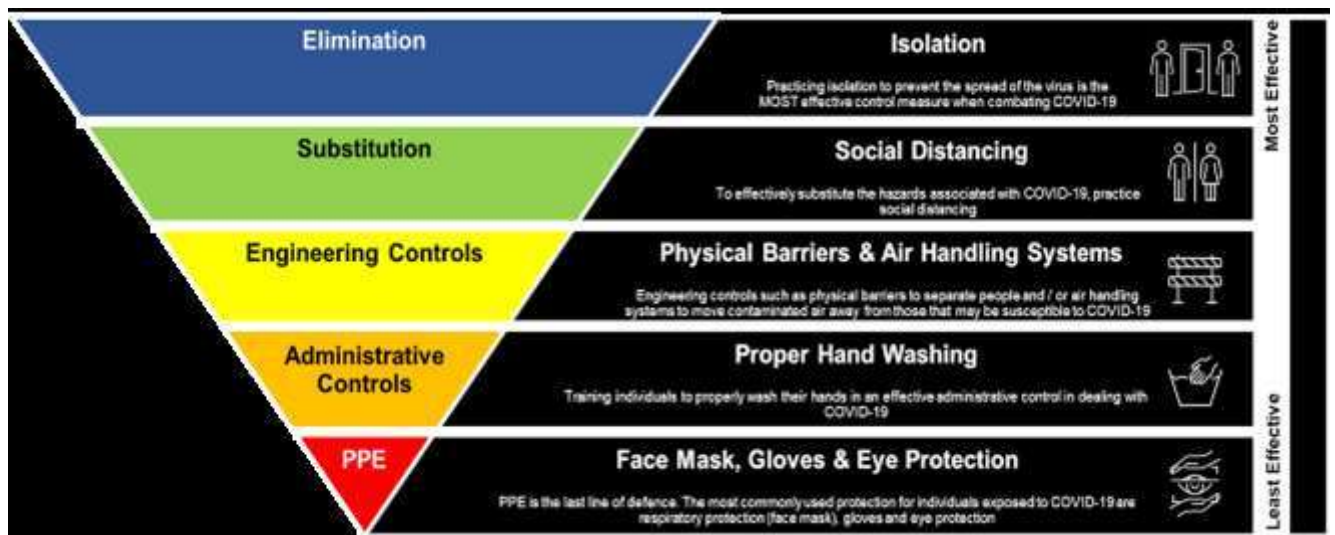 Elimination
Isolation
Practicing isolation to prevent the spread of the virus is the
MOST effective control measure when combating COVID-19
Substitution
Social Distancing
To effectively substitute the hazards associated with COVID-19, practice
social distancing
Engineering Controls
Physical Barriers & Air Handling Systems
Engineering controls such as physical barriers to separate people and / or air handling
systems to move contaminated air away from those that may be susceptible to COVID-19
Administrative
Controls
Proper Hand Washing
Training individuals to properly wash their hands in an effective administrative control in dealing with
COVID-19
PPE
Face Mask, Gloves & Eye Protection
PPE is the last line of defence. The most commonly used protection for individuals exposed to COVID-19 are
respiratory protection (face mask), gloves and eye protection
Most Effective
Least Effective